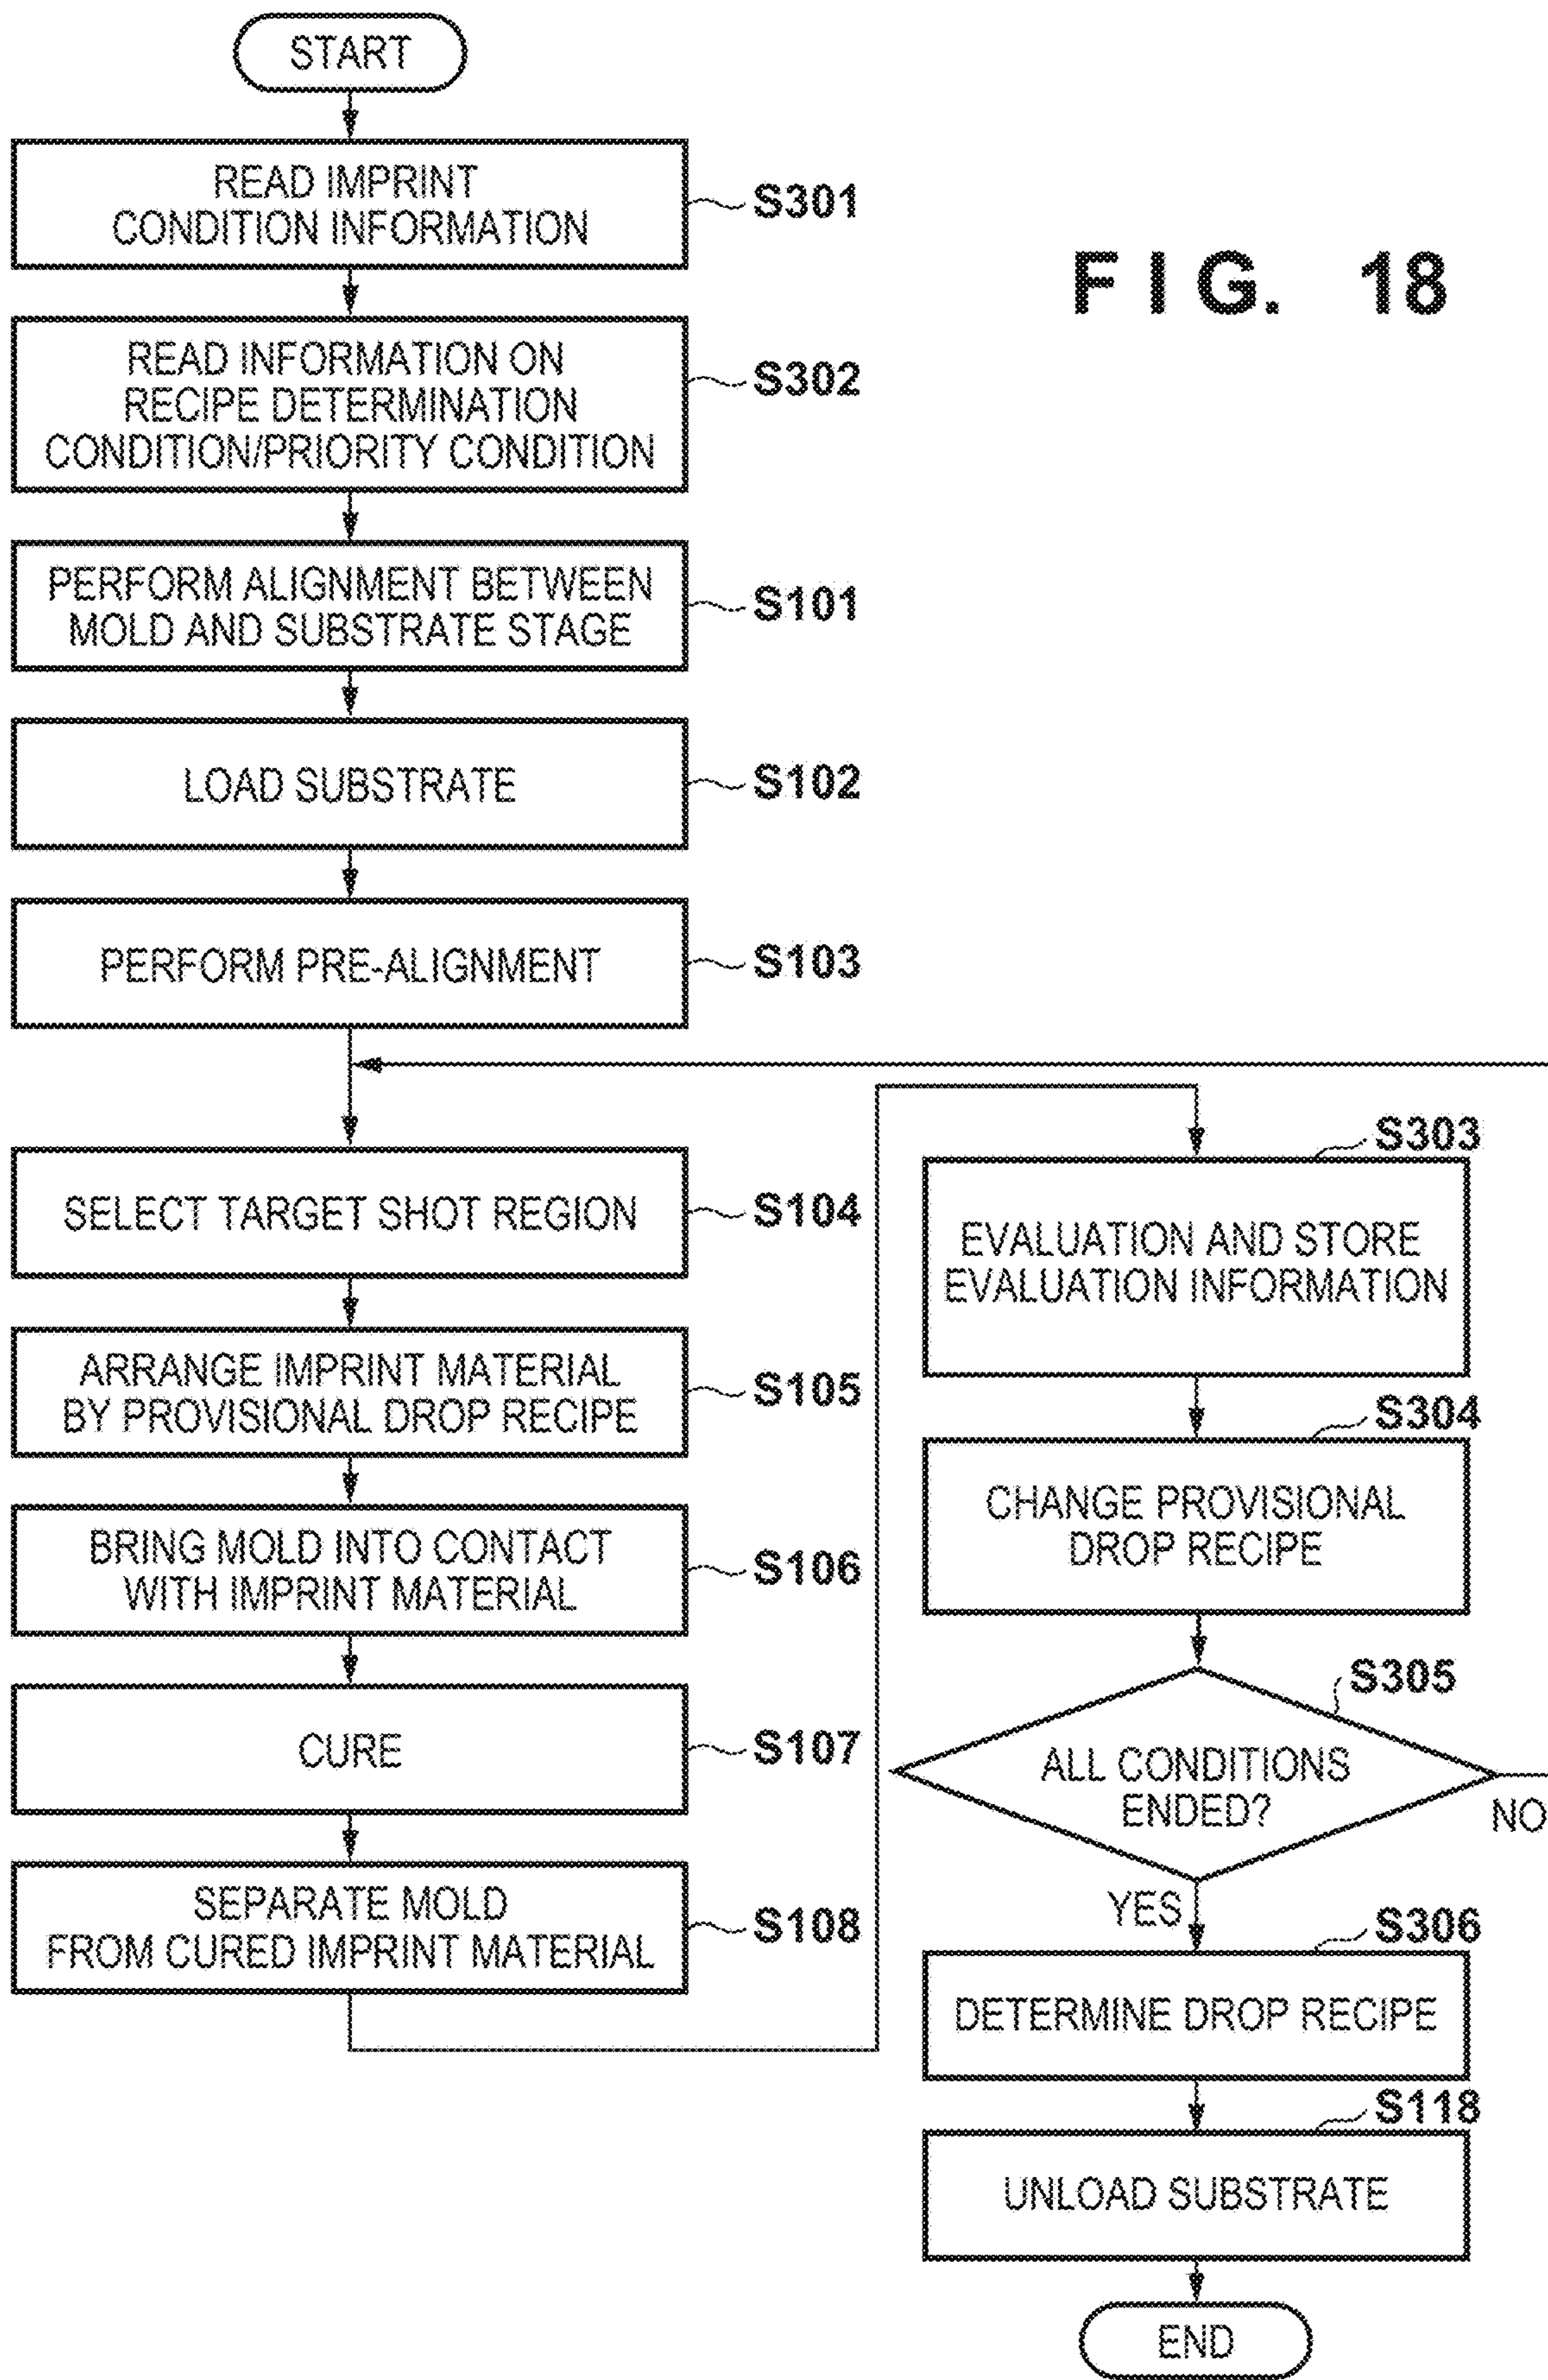 START
READ IMPRINT
CONDITION INFORMATION
S301
FIG. 18
READ INFORMATION ON
RECIPE DETERMINATION
CONDITION/PRIORITY CONDITION
S302
PERFORM ALIGNMENT BETWEEN
MOLD AND SUBSTRATE STAGE
S101
LOAD SUBSTRATE
S102
PERFORM PRE-ALIGNMENT
S103
SELECT TARGET SHOT REGION
S104
ARRANGE IMPRINT MATERIAL
BY PROVISIONAL DROP RECIPE
S105
BRING MOLD INTO CONTACT
WITH IMPRINT MATERIAL
S106
CURE
S107
SEPARATE MOLD
FROM CURED IMPRINT MATERIAL
S108
S303
EVALUATION AND STORE
EVALUATION INFORMATION
S304
CHANGE PROVISIONAL
DROP RECIPE
S305
ALL CONDITIONS
ENDED?
NO
YES
S306
DETERMINE DROP RECIPE
S118
UNLOAD SUBSTRATE
END